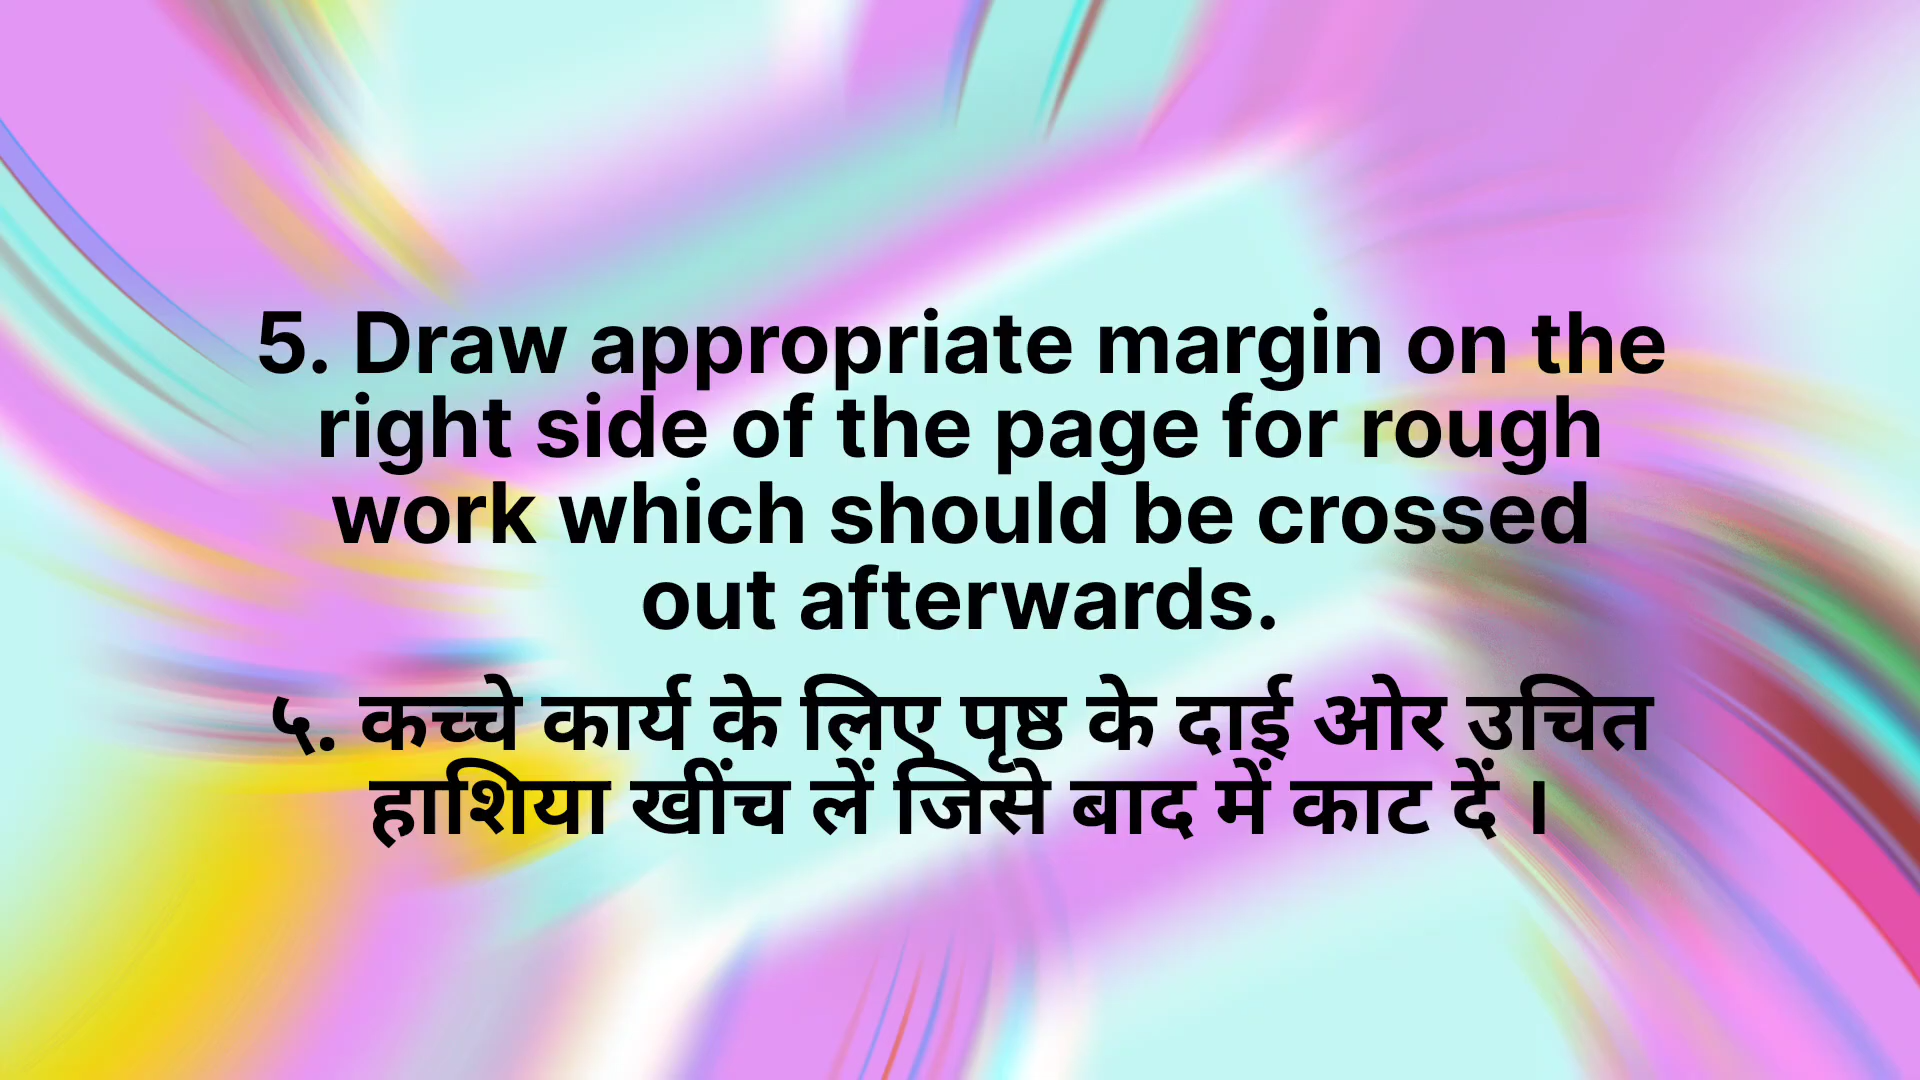 5. Draw appropriate margin on the
right side of the page for rough
work which should be crossed
out afterwards.
५. कच्चे कार्य के लिए पृष्ठ के दाई ओर उचित
हाशिया खींच लें जिसे बाद में काट दें ।